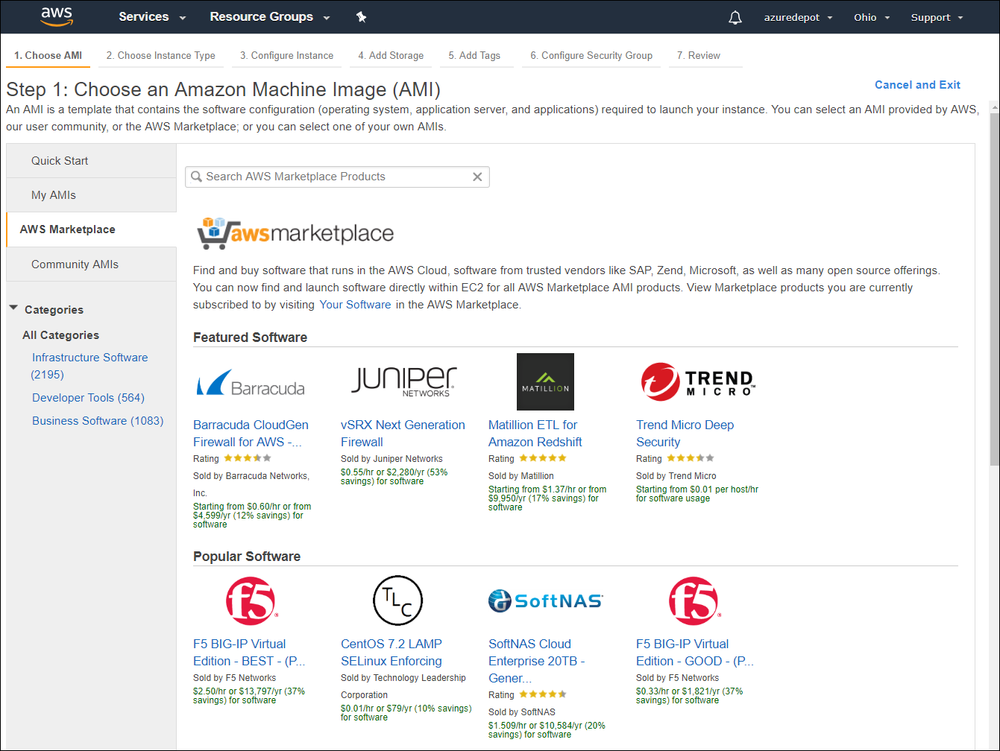 aws Services Resource Groups azuredepot Ohio Support
1. Choose AMI 2. Choose Instance Type 3. Configure Instance 4. Add Storage 5. Add Tags 6. Configure Security Group 7. Review
Step 1: Choose an Amazon Machine Image (AMI)
Cancel and Exit
An AMI is a template that contains the software configuration (operating system, application server, and applications) required to launch your instance. You can select an AMI provided by AWS,
our user community, or the AWS Marketplace; or you can select one of your own AMIs.
Quick Start
My AMIs
AWS Marketplace
Community AMIs
Categories
All Categories
Infrastructure Software
(2195)
Developer Tools (564)
Business Software (1083)
Search AWS Marketplace Products
awsmarketplace
Find and buy software that runs in the AWS Cloud, software from trusted vendors like SAP, Zend, Microsoft, as well as many open source offerings.
You can now find and launch software directly within EC2 for all AWS Marketplace AMI products. View Marketplace products you are currently
subscribed to by visiting Your Software in the AWS Marketplace.
Featured Software
Barracuda
Barracuda CloudGen
Firewall for AWS -...
Rating
Sold by Barracuda Networks,
Inc.
Starting from $0.60/hr or from
$4,599/yr (12% savings) for
software
JUNIPER
NETWORKS
vSRX Next Generation
Firewall
Sold by Juniper Networks
$0.55/hr or $2,280/yr (53%
savings) for software
MATILLION
Matillion ETL for
Amazon Redshift
Rating
Sold by Matillion
Starting from $1.37/hr or from
$9,950/yr (17% savings) for
software
TREND
MICRO
Trend Micro Deep
Security
Rating
Sold by Trend Micro
Starting from $0.01 per host/hr
for software usage
Popular Software
f5
F5 BIG-IP Virtual
Edition - BEST - (P...
Sold by F5 Networks
$2.50/hr or $13,797/yr (37%
savings) for software
TLC
CentOS 7.2 LAMP
SELinux Enforcing
Sold by Technology Leadership
Corporation
$0.01/hr or $79/yr (10% savings)
for software
SoftNAS
SoftNAS Cloud
Enterprise 20TB -
Gener...
Rating
Sold by SoftNAS
$1.509/hr or $10,584/yr (20%
savings) for software
f5
F5 BIG-IP Virtual
Edition - GOOD - (P...
Sold by F5 Networks
$0.33/hr or $1,821/yr (37%
savings) for software